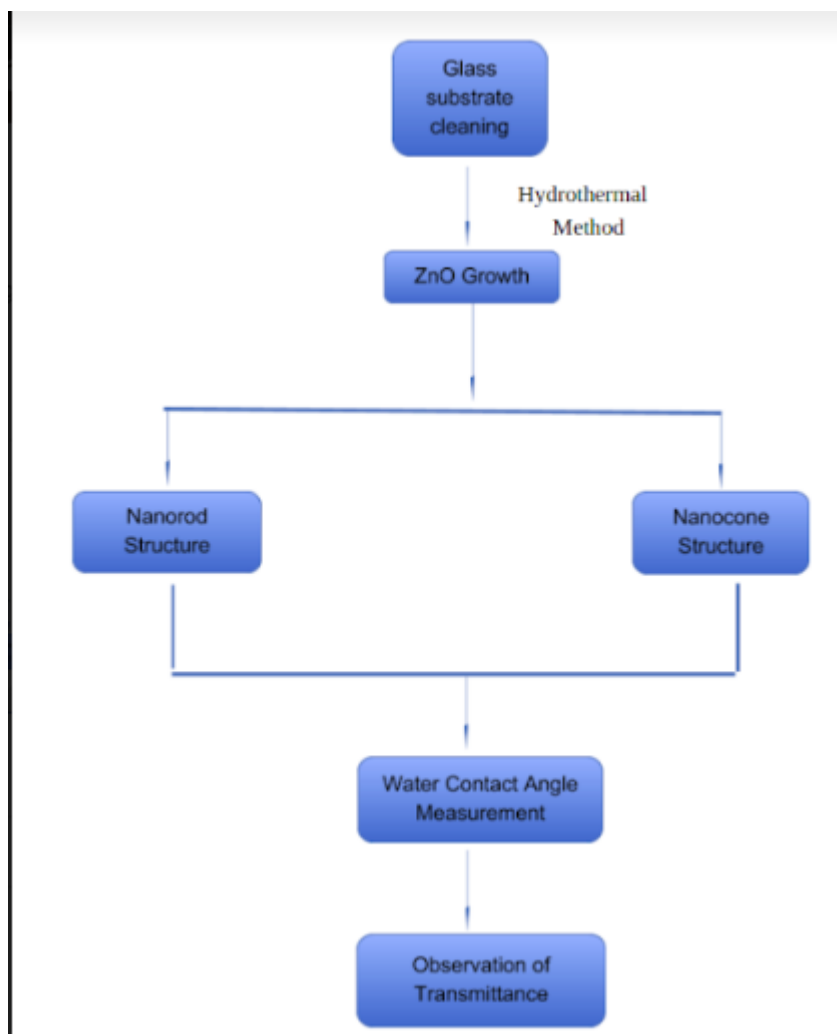 Glass
substrate
cleaning
Hydrothermal
Method
ZnO Growth
Nanorod
Structure
Nanocone
Structure
Water Contact Angle
Measurement
Observation of
Transmittance